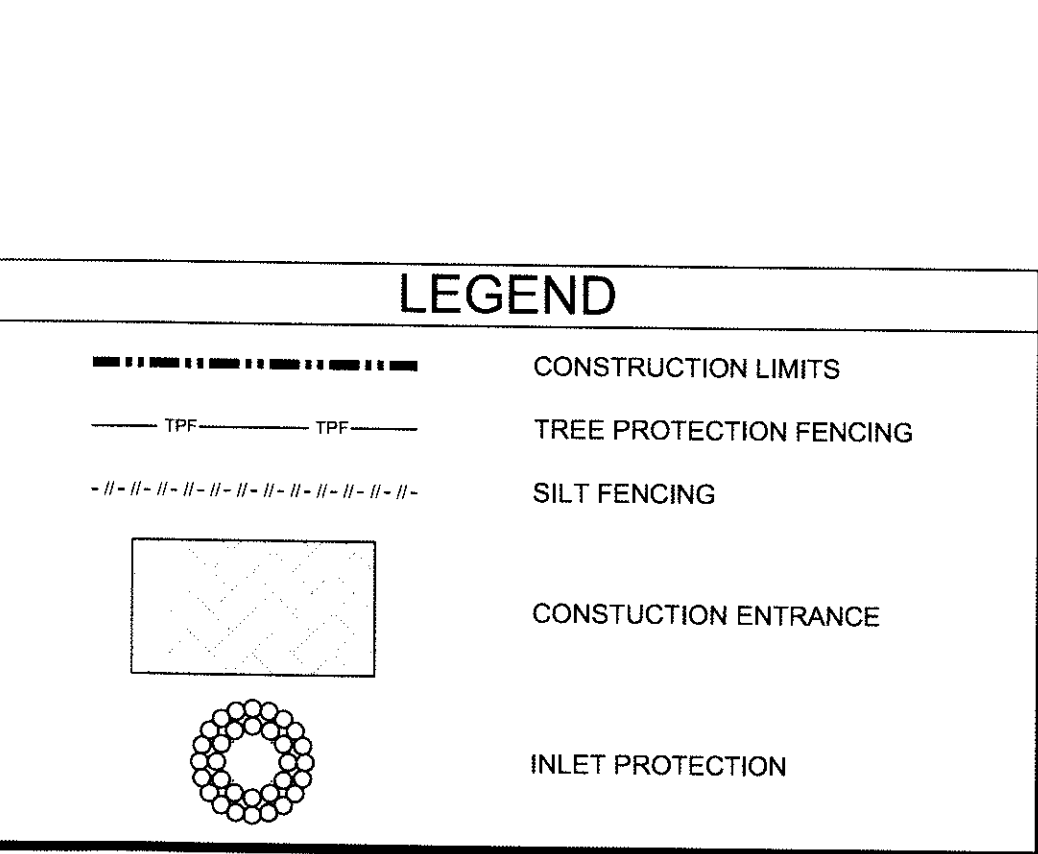 LEGEND
CONSTRUCTION LIMITS
TPF TPF TREE PROTECTION FENCING
SILT FENCING
CONSTUCTION ENTRANCE
INLET PROTECTION